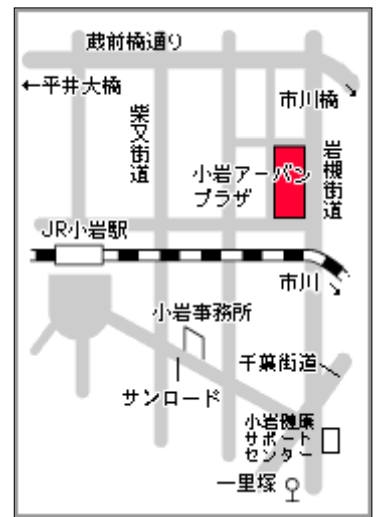 蔵前橋通り
←平井大橋
市川橋
柴又街道
岩槻街道
小岩アーバン
プラザ
JR小岩駅
市川
小岩事務所
千葉街道
サンロード
小岩健康
サポート
センター
一里塚